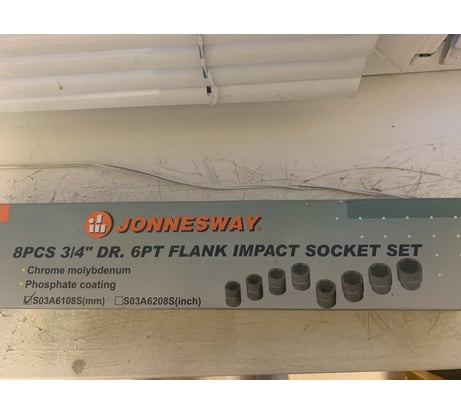 JONNESWAY®
8PCS 3/4" DR. 6PT FLANK IMPACT SOCKET SET
• Chrome molybdenum
• Phosphate coating
☑S03A6108S(mm) ☐S03A6208S(inch)